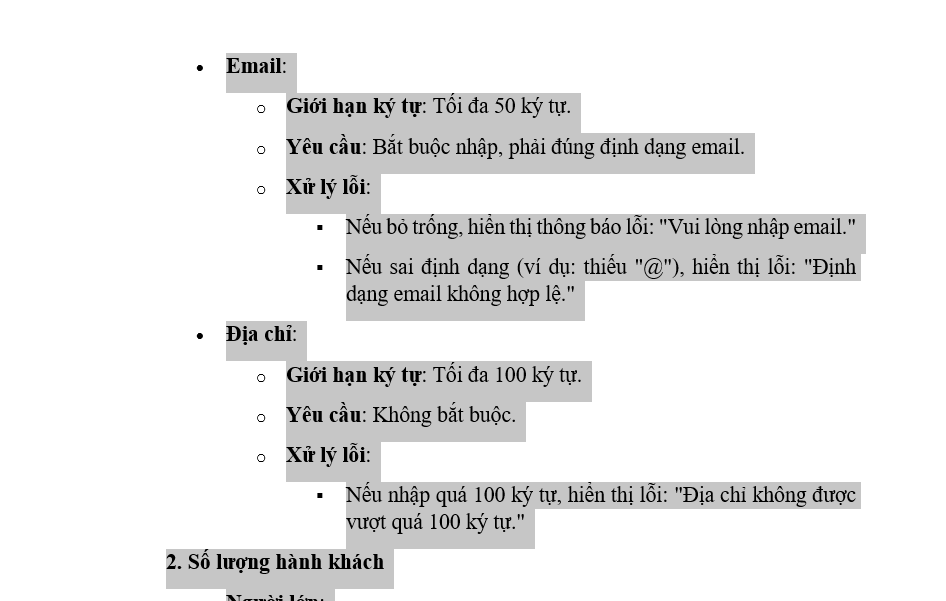 • Email:
o Giới hạn ký tự: Tối đa 50 ký tự.
o Yêu cầu: Bắt buộc nhập, phải đúng định dạng email.
o Xử lý lỗi:
▪ Nếu bỏ trống, hiển thị thông báo lỗi: "Vui lòng nhập email."
▪ Nếu sai định dạng (ví dụ: thiếu "@"), hiển thị lỗi: "Định
dạng email không hợp lệ."
• Địa chỉ:
o Giới hạn ký tự: Tối đa 100 ký tự.
o Yêu cầu: Không bắt buộc.
o Xử lý lỗi:
▪ Nếu nhập quá 100 ký tự, hiển thị lỗi: "Địa chỉ không được
vượt quá 100 ký tự."
2. Số lượng hành khách
Người lớn: